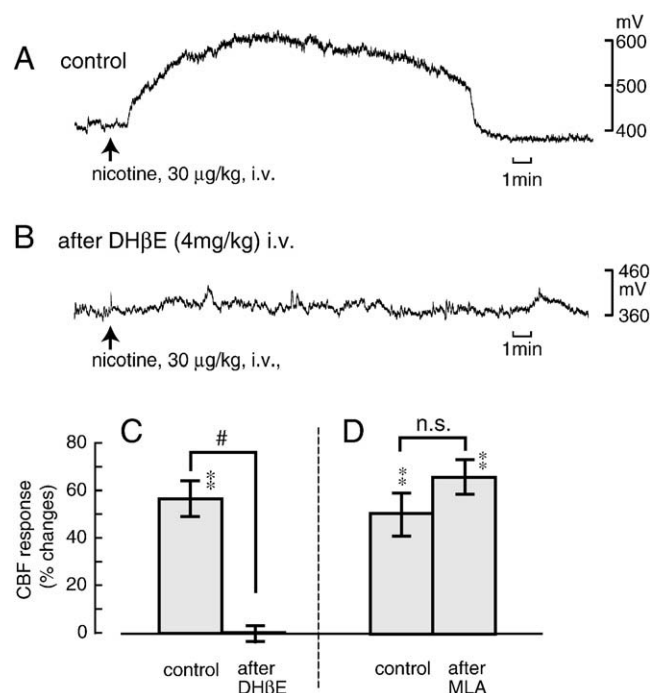 A control
mV
600
500
400
nicotine, 30 μg/kg, i.v.
1min
B after DHβE (4mg/kg) i.v.
460
mV
360
nicotine, 30 μg/kg, i.v.,
1min
C
#
**
D
n.s.
**
**
CBF response
(% changes)
80
60
40
20
0
control
after
DHβE
control
after
MLA